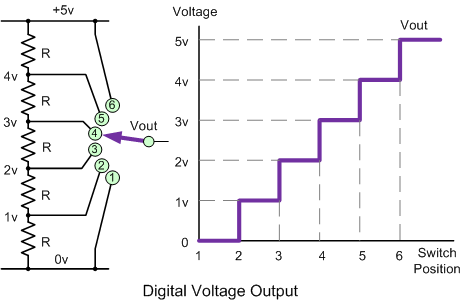 +5v
R
4v
R
3v
R
2v
R
1v
R
0v
6
5
4
3
2
1
Vout
Voltage
Vout
5v
4v
3v
2v
1v
0
1 2 3 4 5 6
Switch
Position
Digital Voltage Output